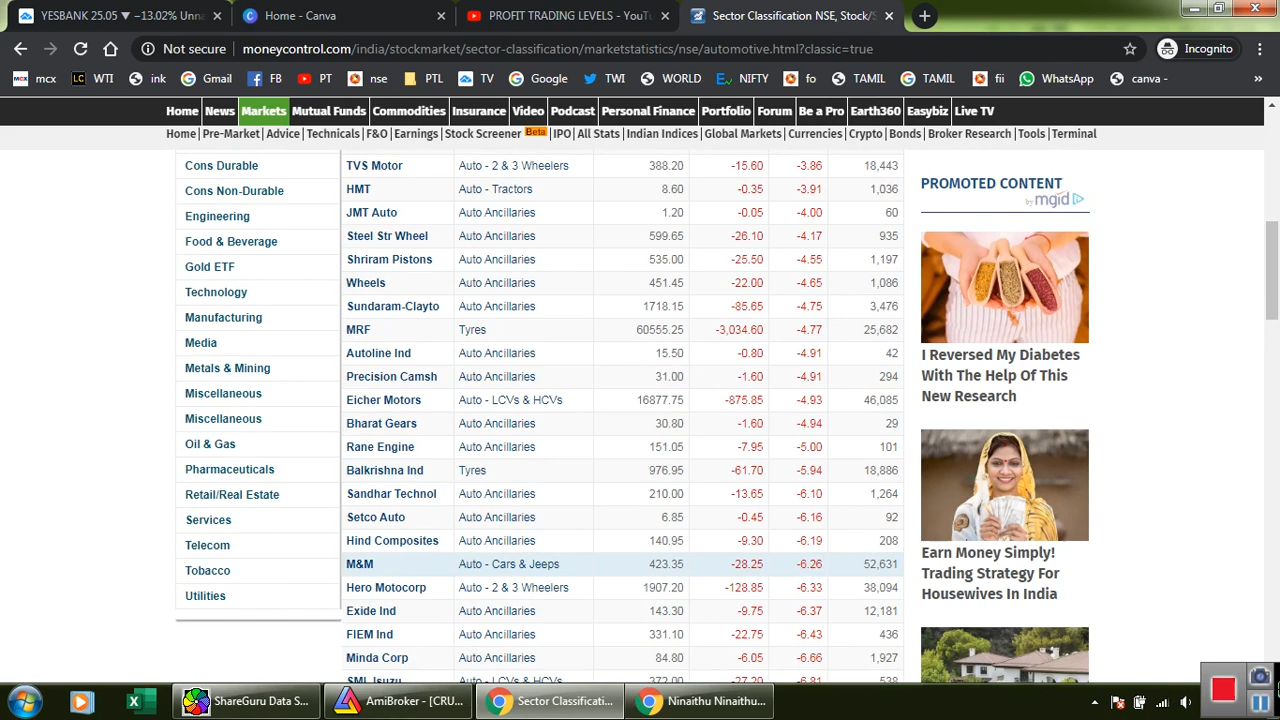 YESBANK 25.05 ▼ −13.02% Unna
Home - Canva
PROFIT TRADING LEVELS - YouT
Sector Classification NSE, Stock/S
Not secure moneycontrol.com/india/stockmarket/sector-classification/marketstatistics/nse/automotive.html?classic=true
Incognito
mcx WTI ink Gmail FB PT nse PTL TV Google TWI WORLD NIFTY fo TAMIL TAMIL fii WhatsApp canva -
Home News Markets Mutual Funds Commodities Insurance Video Podcast Personal Finance Portfolio Forum Be a Pro Earth360 Easybiz Live TV
Home | Pre-Market | Advice | Technicals | F&O | Earnings | Stock Screener Beta | IPO | All Stats | Indian Indices | Global Markets | Currencies | Crypto | Bonds | Broker Research | Tools | Terminal
Cons Durable
Cons Non-Durable
Engineering
Food & Beverage
Gold ETF
Technology
Manufacturing
Media
Metals & Mining
Miscellaneous
Miscellaneous
Oil & Gas
Pharmaceuticals
Retail/Real Estate
Services
Telecom
Tobacco
Utilities
TVS Motor Auto - 2 & 3 Wheelers 388.20 -15.60 -3.86 18,443
HMT Auto - Tractors 8.60 -0.35 -3.91 1,036
JMT Auto Auto Ancillaries 1.20 -0.05 -4.00 60
Steel Str Wheel Auto Ancillaries 599.65 -26.10 -4.17 935
Shriram Pistons Auto Ancillaries 535.00 -25.50 -4.55 1,197
Wheels Auto Ancillaries 451.45 -22.00 -4.65 1,086
Sundaram-Clayto Auto Ancillaries 1718.15 -85.65 -4.75 3,476
MRF Tyres 60555.25 -3,034.60 -4.77 25,682
Autoline Ind Auto Ancillaries 15.50 -0.80 -4.91 42
Precision Camsh Auto Ancillaries 31.00 -1.60 -4.91 294
Eicher Motors Auto - LCVs & HCVs 16877.75 -875.85 -4.93 46,085
Bharat Gears Auto Ancillaries 30.80 -1.60 -4.94 29
Rane Engine Auto Ancillaries 151.05 -7.95 -5.00 101
Balkrishna Ind Tyres 976.95 -61.70 -5.94 18,886
Sandhar Technol Auto Ancillaries 210.00 -13.65 -6.10 1,264
Setco Auto Auto Ancillaries 6.85 -0.45 -6.16 92
Hind Composites Auto Ancillaries 140.95 -9.30 -6.19 208
M&M Auto - Cars & Jeeps 423.35 -28.25 -6.26 52,631
Hero Motocorp Auto - 2 & 3 Wheelers 1907.20 -128.85 -6.33 38,094
Exide Ind Auto Ancillaries 143.30 -9.75 -6.37 12,181
FIEM Ind Auto Ancillaries 331.10 -22.75 -6.43 436
Minda Corp Auto Ancillaries 84.80 -6.05 -6.66 1,927
SML Isuzu Auto - LCVs & HCVs 372.00 -27.20 -6.81 538
PROMOTED CONTENT
by mgid
I Reversed My Diabetes
With The Help Of This
New Research
Earn Money Simply!
Trading Strategy For
Housewives In India
ShareGuru Data S...
AmiBroker - [CRU...
Sector Classificati...
Ninaithu Ninaithu...